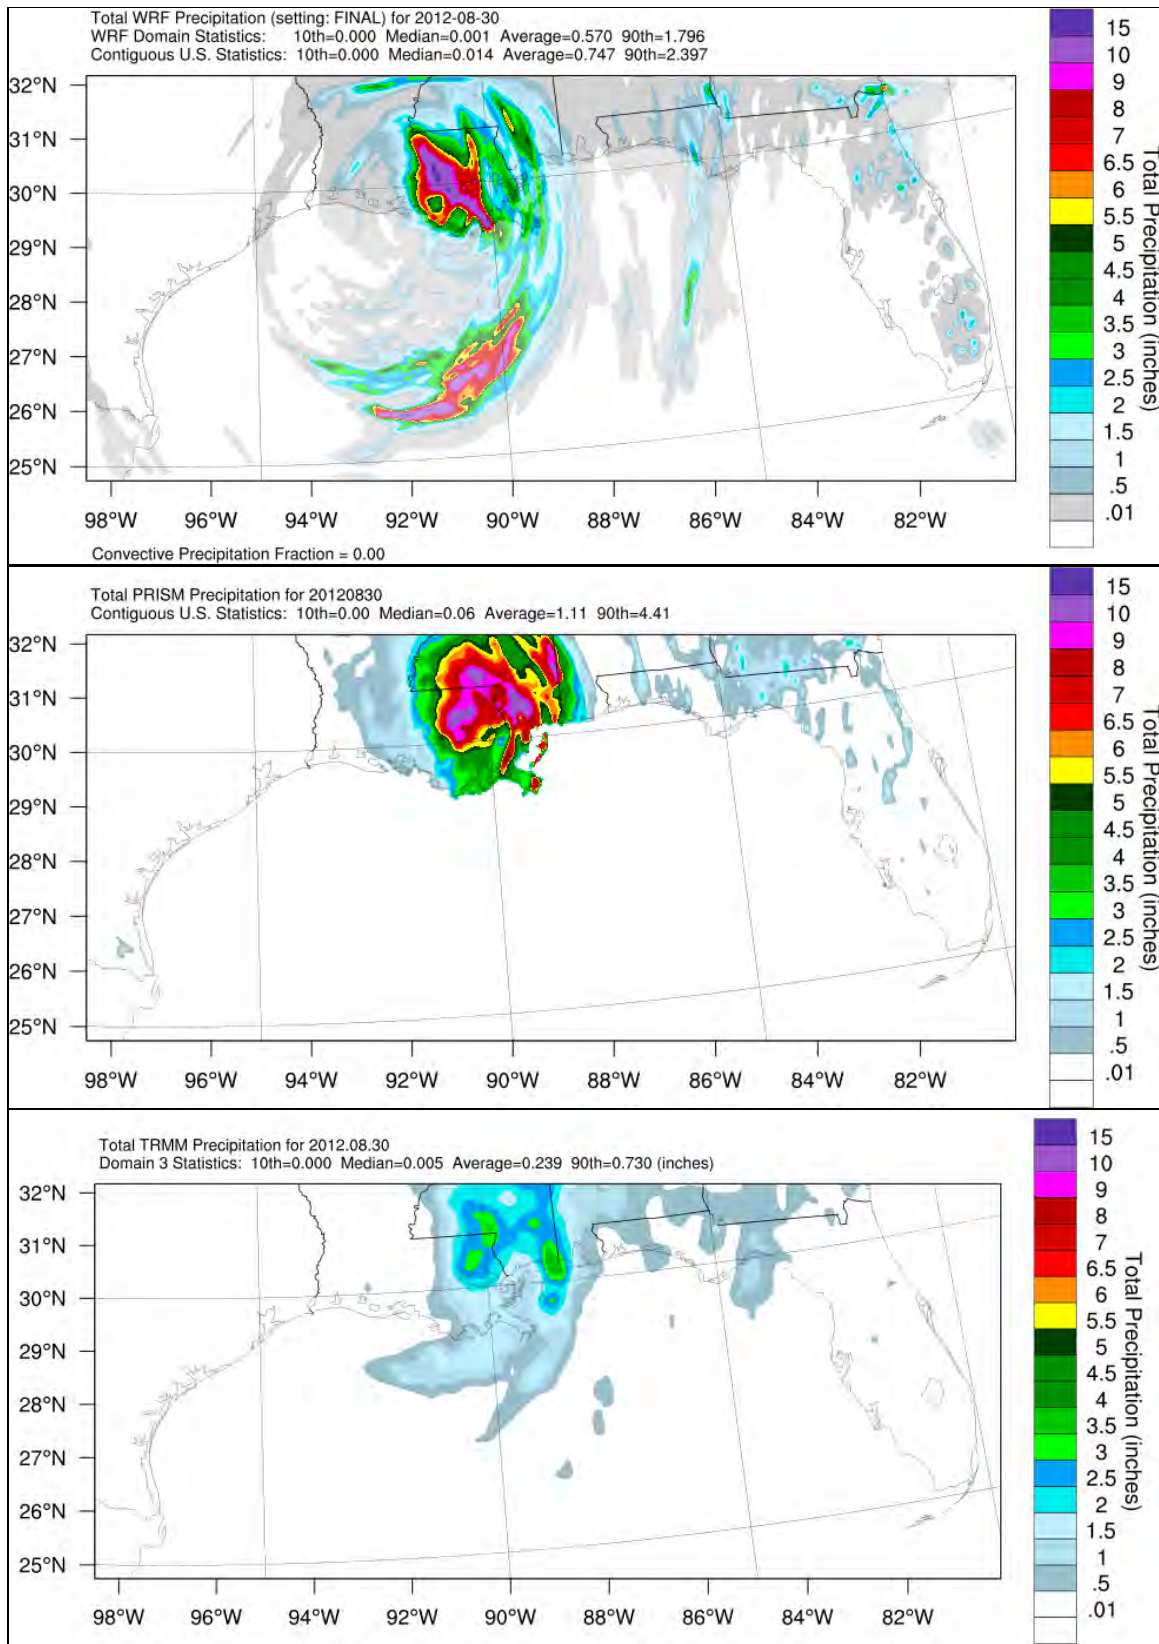 Total WRF Precipitation (setting: FINAL) for 2012-08-30
WRF Domain Statistics: 10th=0.000 Median=0.001 Average=0.570 90th=1.796
Contiguous U.S. Statistics: 10th=0.000 Median=0.014 Average=0.747 90th=2.397
32°N
31°N
30°N
29°N
28°N
27°N
26°N
25°N
98°W 96°W 94°W 92°W 90°W 88°W 86°W 84°W 82°W
Convective Precipitation Fraction = 0.00
15
10
9
8
7
6.5
6
5.5
5
4.5
4
3.5
3
2.5
2
1.5
1
.5
.01
Total Precipitation (inches)
Total PRISM Precipitation for 20120830
Contiguous U.S. Statistics: 10th=0.00 Median=0.06 Average=1.11 90th=4.41
32°N
31°N
30°N
29°N
28°N
27°N
26°N
25°N
98°W 96°W 94°W 92°W 90°W 88°W 86°W 84°W 82°W
15
10
9
8
7
6.5
6
5.5
5
4.5
4
3.5
3
2.5
2
1.5
1
.5
.01
Total Precipitation (inches)
Total TRMM Precipitation for 2012.08.30
Domain 3 Statistics: 10th=0.000 Median=0.005 Average=0.239 90th=0.730 (inches)
32°N
31°N
30°N
29°N
28°N
27°N
26°N
25°N
98°W 96°W 94°W 92°W 90°W 88°W 86°W 84°W 82°W
15
10
9
8
7
6.5
6
5.5
5
4.5
4
3.5
3
2.5
2
1.5
1
.5
.01
Total Precipitation (inches)